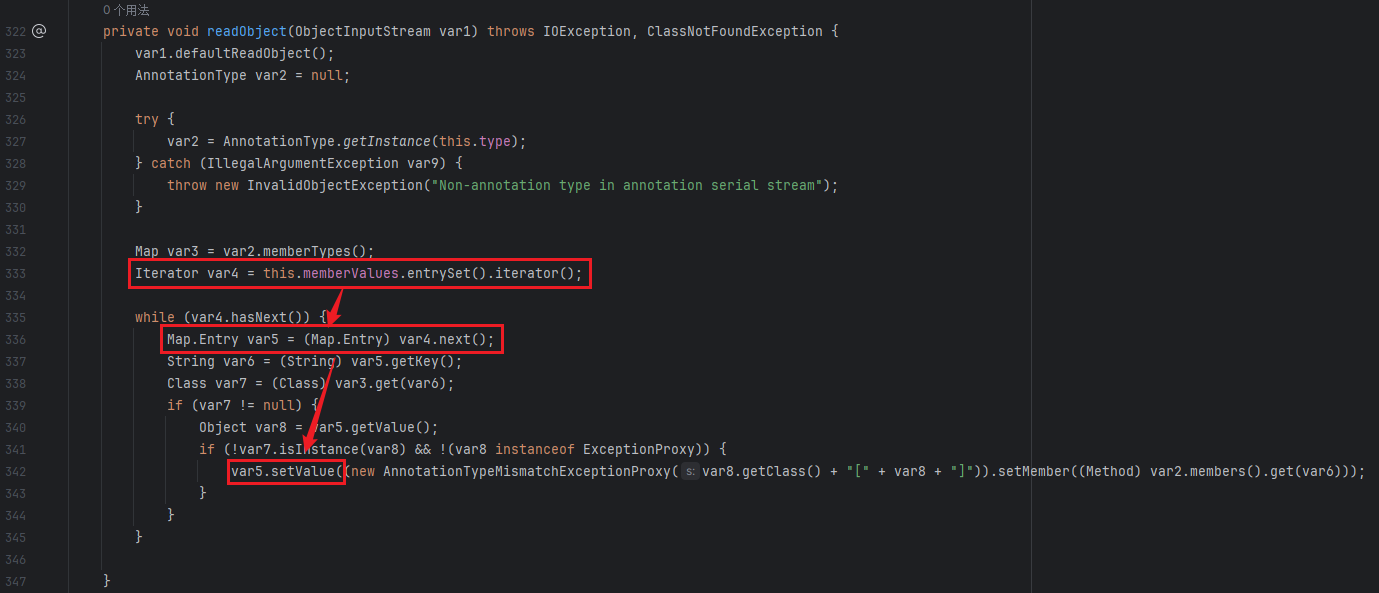 0 个用法
322 @ private void readObject(ObjectInputStream var1) throws IOException, ClassNotFoundException {
323 var1.defaultReadObject();
324 AnnotationType var2 = null;
325
326 try {
327 var2 = AnnotationType.getInstance(this.type);
328 } catch (IllegalArgumentException var9) {
329 throw new InvalidObjectException("Non-annotation type in annotation serial stream");
330 }
331
332 Map var3 = var2.memberTypes();
333 Iterator var4 = this.memberValues.entrySet().iterator();
334
335 while (var4.hasNext()) {
336 Map.Entry var5 = (Map.Entry) var4.next();
337 String var6 = (String) var5.getKey();
338 Class var7 = (Class) var3.get(var6);
339 if (var7 != null) {
340 Object var8 = var5.getValue();
341 if (!var7.isInstance(var8) && !(var8 instanceof ExceptionProxy)) {
342 var5.setValue((new AnnotationTypeMismatchExceptionProxy( s: var8.getClass() + "[" + var8 + "]")).setMember((Method) var2.members().get(var6)));
343 }
344 }
345 }
346
347 }